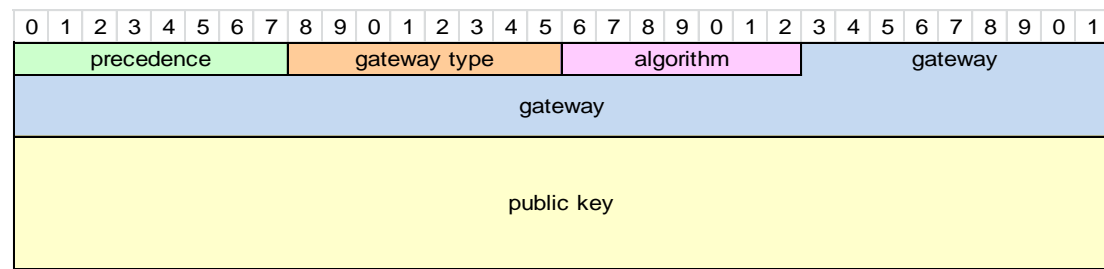 0 1 2 3 4 5 6 7 8 9 0 1 2 3 4 5 6 7 8 9 0 1 2 3 4 5 6 7 8 9 0 1
precedence gateway type algorithm gateway
gateway
public key